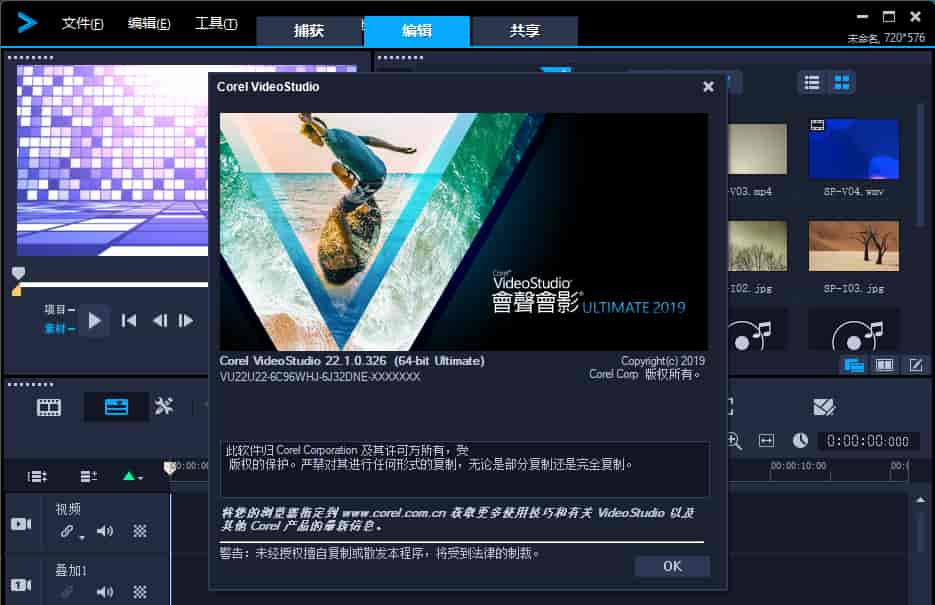 文件(F) 编辑(E) 工具(T)
捕获 编辑 共享
未命名, 720*576
Corel VideoStudio
V03.mp4 SP-V04.wmv
I02.jpg SP-I03.jpg
Corel
VideoStudio
會聲會影 ULTIMATE 2019
项目
素材
Corel VideoStudio 22.1.0.326 (64-bit Ultimate)
VU22U22-6C96WHJ-5J32DNE-XXXXXXX
Copyright(c) 2019
Corel Corp 版权所有。
此软件归 Corel Corporation 及其许可方所有，受
版权的保护。严禁对其进行任何形式的复制，无论是部分复制还是完全复制。
将您的浏览器指定到 www.corel.com.cn 获取更多使用技巧和有关 VideoStudio 以及
其他 Corel 产品的最新信息。
警告：未经授权擅自复制或散发本程序，将受到法律的制裁。
OK
0:00:00:000
00:00:10:00
视频
叠加1